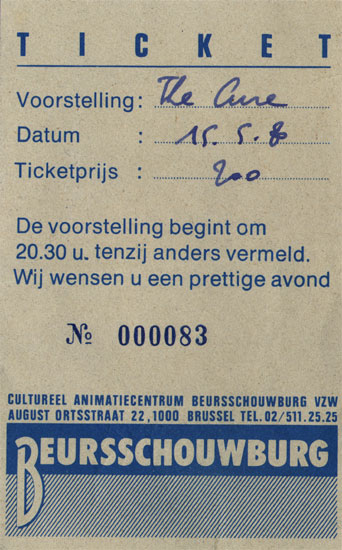 TICKET
Voorstelling: The Cure
Datum : 15.5.80
Ticketprijs : 200
De voorstelling begint om
20.30 u. tenzij anders vermeld.
Wij wensen u een prettige avond
№ 000083
CULTUREEL ANIMATIECENTRUM BEURSSCHOUWBURG VZW
AUGUST ORTSSTRAAT 22,1000 BRUSSEL TEL.02/511.25.25
BEURSSCHOUWBURG